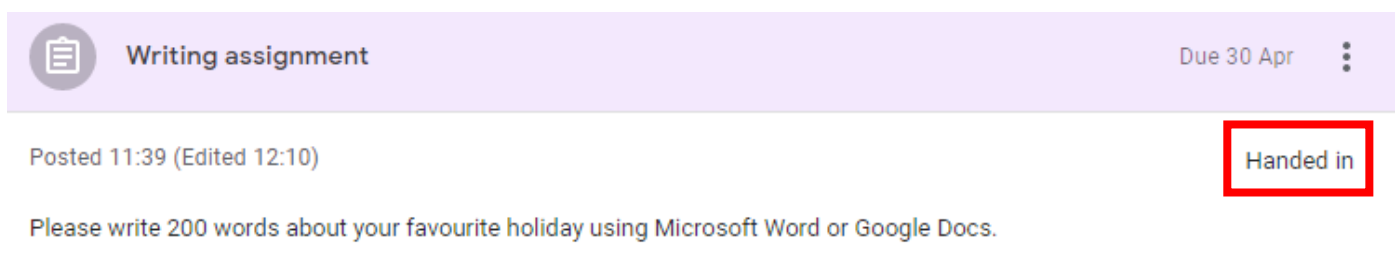 Writing assignment
Due 30 Apr
Posted 11:39 (Edited 12:10)
Handed in
Please write 200 words about your favourite holiday using Microsoft Word or Google Docs.